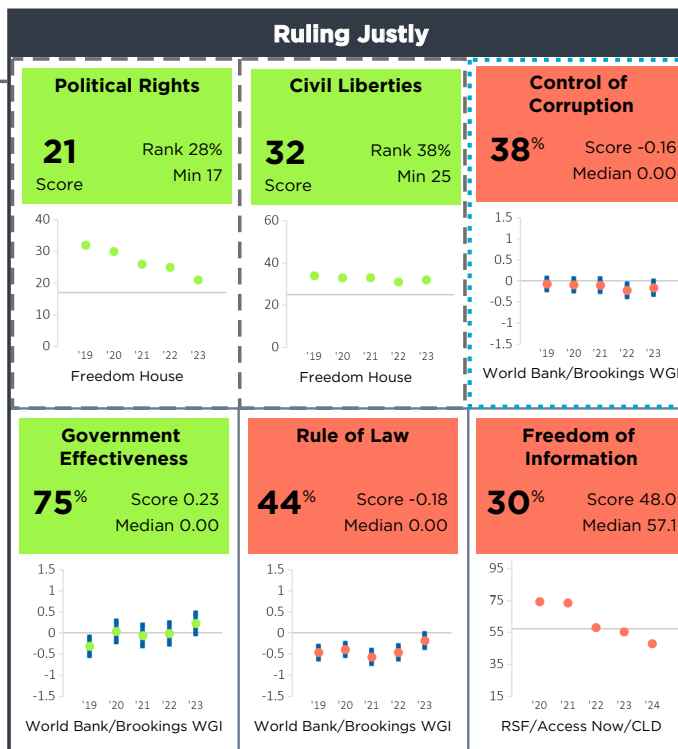 Ruling Justly
Political Rights
21
Score
Rank 28%
Min 17
40
30
20
10
0
'19 '20 '21 '22 '23
Freedom House
Civil Liberties
32
Score
Rank 38%
Min 25
60
40
20
0
'19 '20 '21 '22 '23
Freedom House
Control of
Corruption
38%
Score -0.16
Median 0.00
1.5
1
0.5
0
-0.5
-1
-1.5
'19 '20 '21 '22 '23
World Bank/Brookings WGI
Government
Effectiveness
75%
Score 0.23
Median 0.00
1.5
1
0.5
0
-0.5
-1
-1.5
'19 '20 '21 '22 '23
World Bank/Brookings WGI
Rule of Law
44%
Score -0.18
Median 0.00
1.5
1
0.5
0
-0.5
-1
-1.5
'19 '20 '21 '22 '23
World Bank/Brookings WGI
Freedom of
Information
30%
Score 48.0
Median 57.1
95
75
55
35
15
'20 '21 '22 '23 '24
RSF/Access Now/CLD